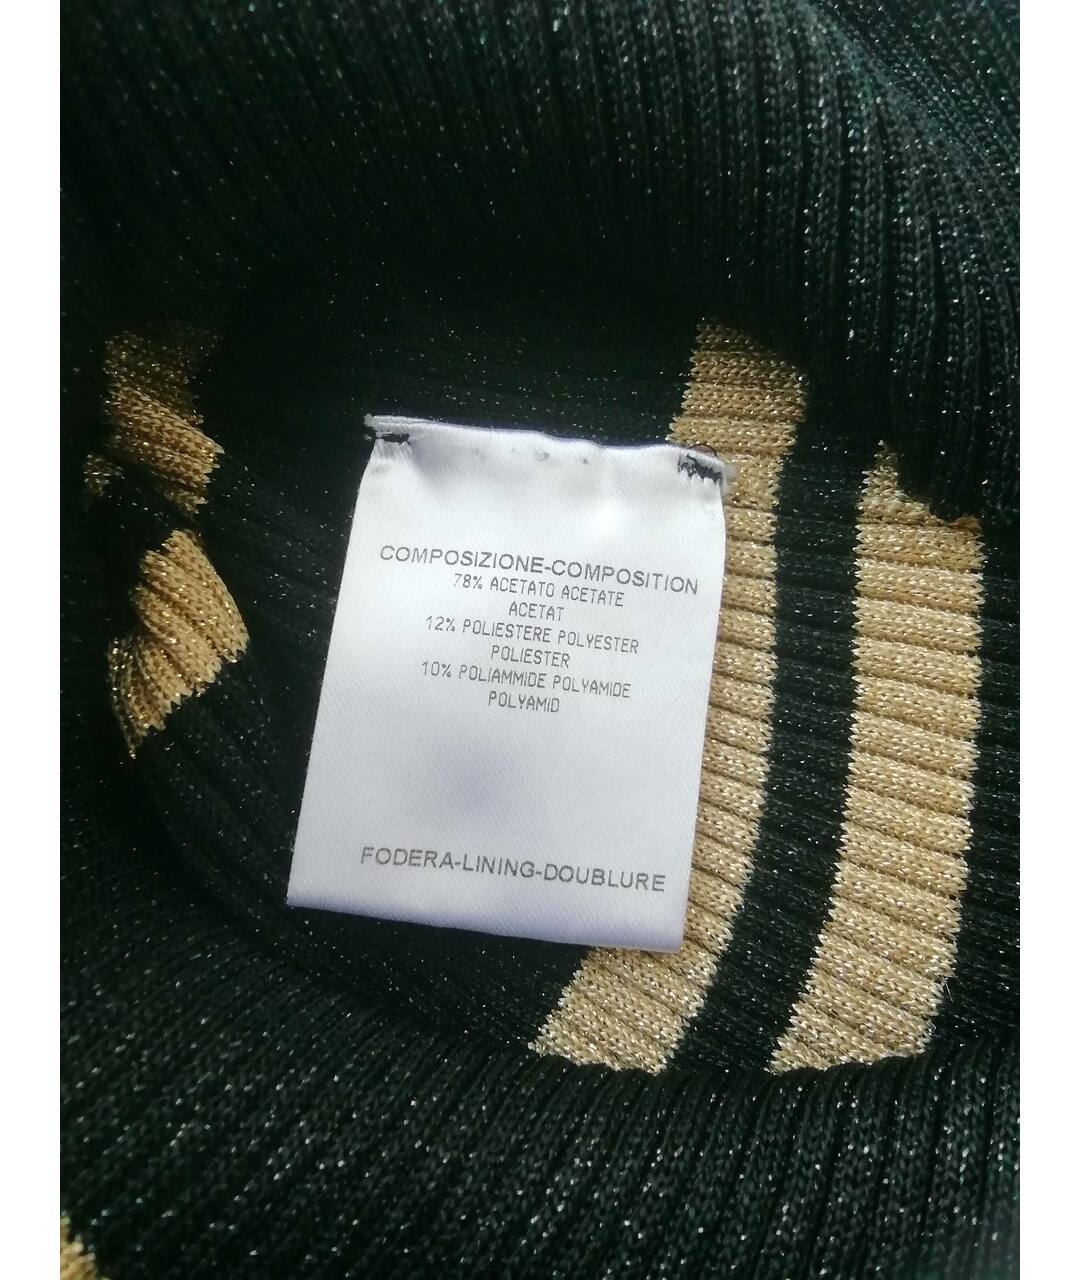 COMPOSIZIONE-COMPOSITION
78% ACETATO ACETATE
ACETAT
12% POLIESTERE POLYESTER
POLIESTER
10% POLIAMMIDE POLYAMIDE
POLYAMID
FODERA-LINING-DOUBLURE